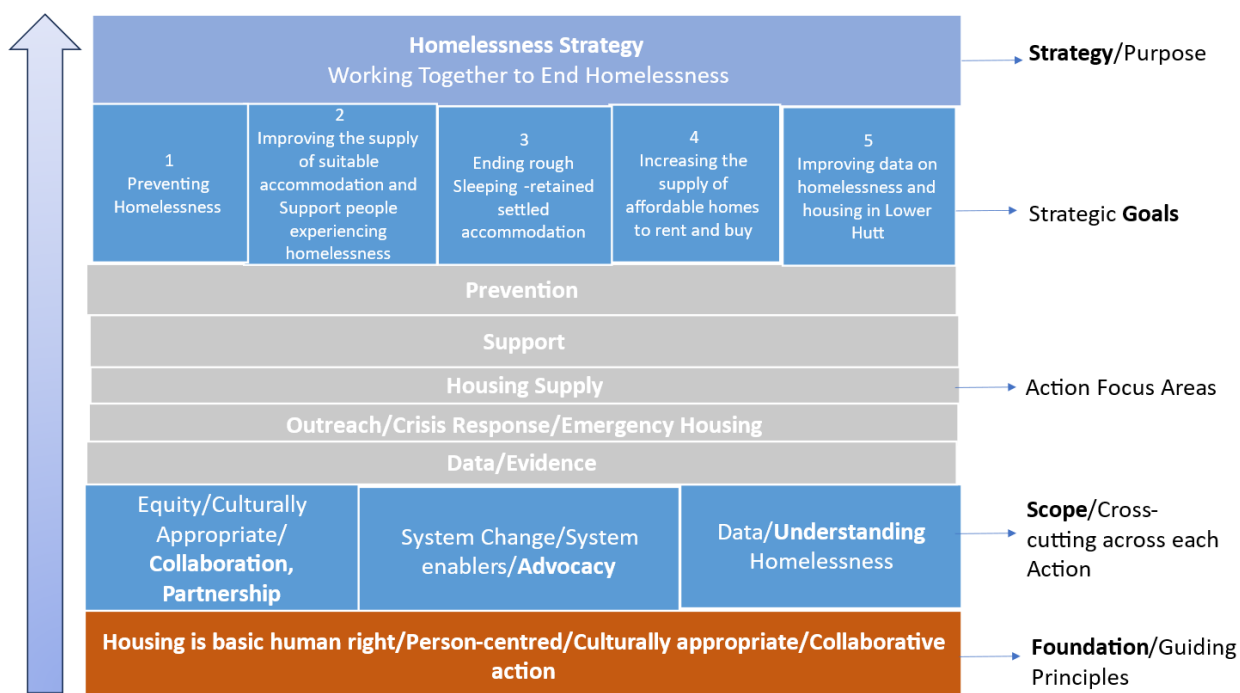 Homelessness Strategy
Working Together to End Homelessness
Strategy/Purpose
1
Preventing
Homelessness
2
Improving the supply
of suitable
accommodation and
Support people
experiencing
homelessness
3
Ending rough
Sleeping -retained
settled
accommodation
4
Increasing the
supply of
affordable homes
to rent and buy
5
Improving data on
homelessness and
housing in Lower
Hutt
Strategic Goals
Prevention
Support
Housing Supply
Action Focus Areas
Outreach/Crisis Response/Emergency Housing
Data/Evidence
Equity/Culturally
Appropriate/
Collaboration,
Partnership
System Change/System
enablers/Advocacy
Data/Understanding
Homelessness
Scope/Cross-
cutting across each
Action
Housing is basic human right/Person-centred/Culturally appropriate/Collaborative
action
Foundation/Guiding
Principles